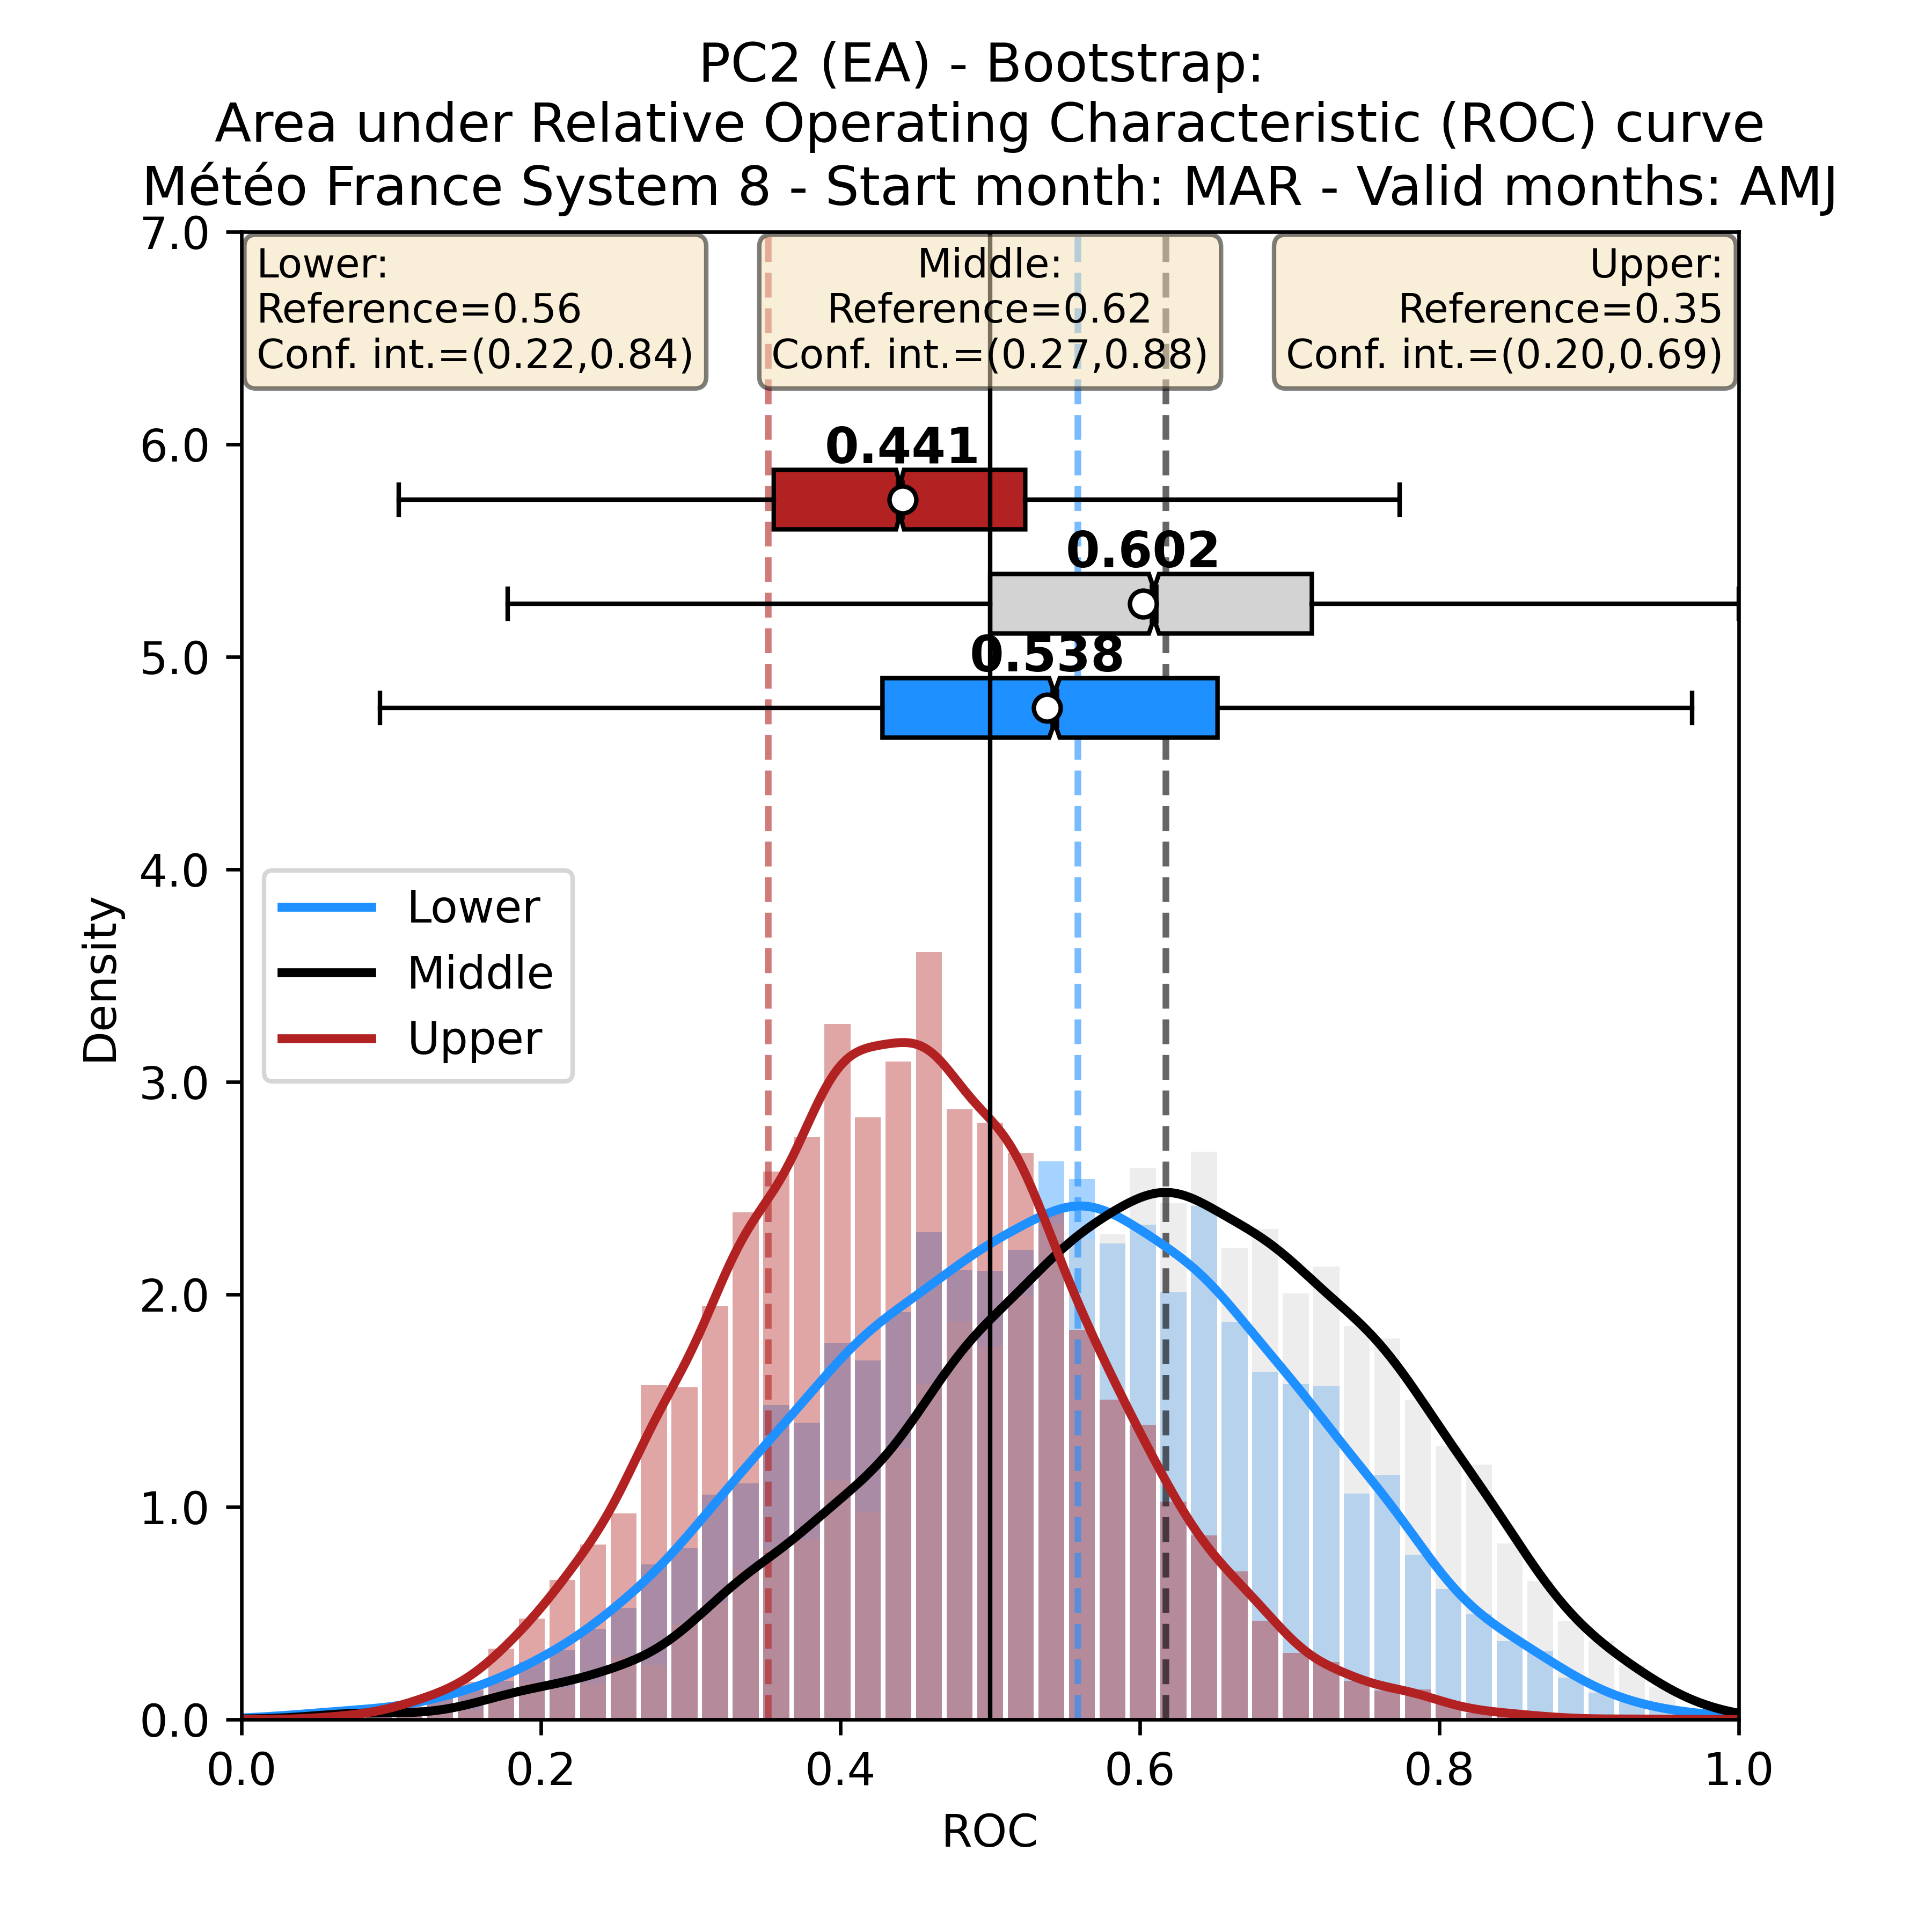 PC2 (EA) - Bootstrap:
Area under Relative Operating Characteristic (ROC) curve
Météo France System 8 - Start month: MAR - Valid months: AMJ
Lower:
Reference=0.56
Conf. int.=(0.22,0.84)
Middle:
Reference=0.62
Conf. int.=(0.27,0.88)
Upper:
Reference=0.35
Conf. int.=(0.20,0.69)
0.441
0.602
0.538
Lower
Middle
Upper
Density
7.0
6.0
5.0
4.0
3.0
2.0
1.0
0.0
0.0 0.2 0.4 0.6 0.8 1.0
ROC